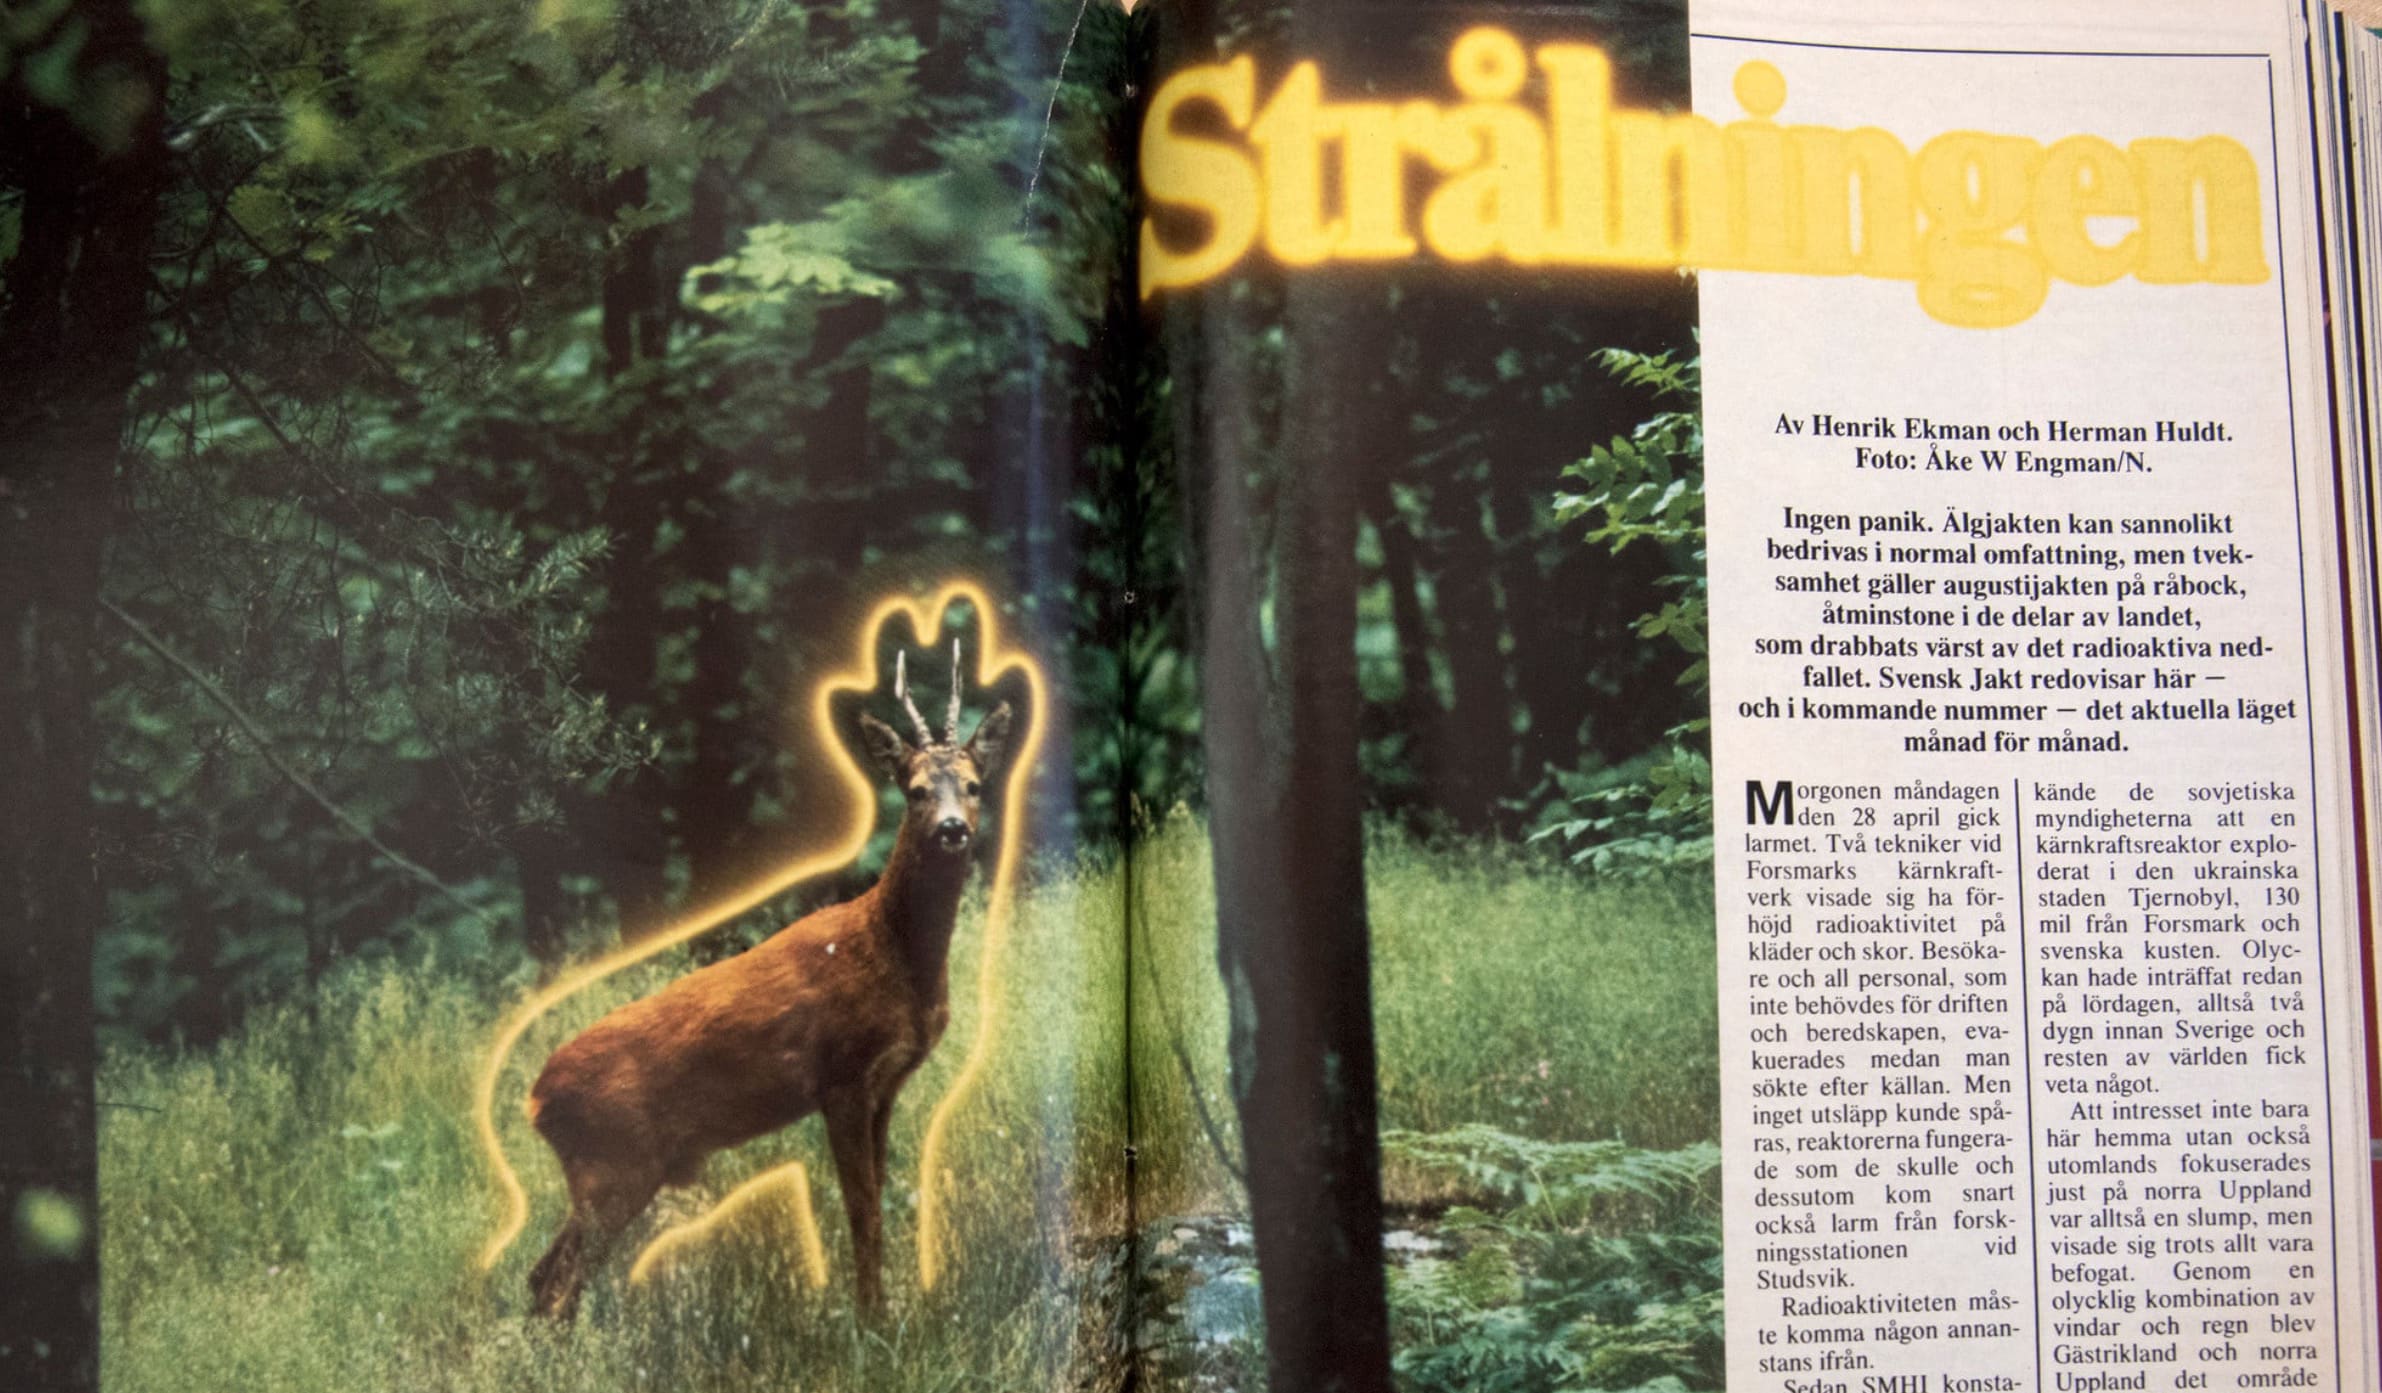 Strålningen
Av Henrik Ekman och Herman Huldt.
Foto: Åke W Engman/N.
Ingen panik. Älgjakten kan sannolikt
bedrivas i normal omfattning, men tvek-
samhet gäller augustijakten på råbock,
åtminstone i de delar av landet,
som drabbats värst av det radioaktiva ned-
fallet. Svensk Jakt redovisar här —
och i kommande nummer — det aktuella läget
månad för månad.
Morgonen måndagen
den 28 april gick
larmet. Två tekniker vid
Forsmarks kärnkraft-
verk visade sig ha för-
höjd radioaktivitet på
kläder och skor. Besöka-
re och all personal, som
inte behövdes för driften
och beredskapen, eva-
kuerades medan man
sökte efter källan. Men
inget utsläpp kunde spå-
ras, reaktorerna fungera-
de som de skulle och
dessutom kom snart
också larm från forsk-
ningsstationen vid
Studsvik.
Radioaktiviteten mås-
te komma någon annan-
stans ifrån.
Sedan SMHI konsta-
kände de sovjetiska
myndigheterna att en
kärnkraftsreaktor explo-
derat i den ukrainska
staden Tjernobyl, 130
mil från Forsmark och
svenska kusten. Olyc-
kan hade inträffat redan
på lördagen, alltså två
dygn innan Sverige och
resten av världen fick
veta något.
Att intresset inte bara
här hemma utan också
utomlands fokuserades
just på norra Uppland
var alltså en slump, men
visade sig trots allt vara
befogat. Genom en
olycklig kombination av
vindar och regn blev
Gästrikland och norra
Uppland det område